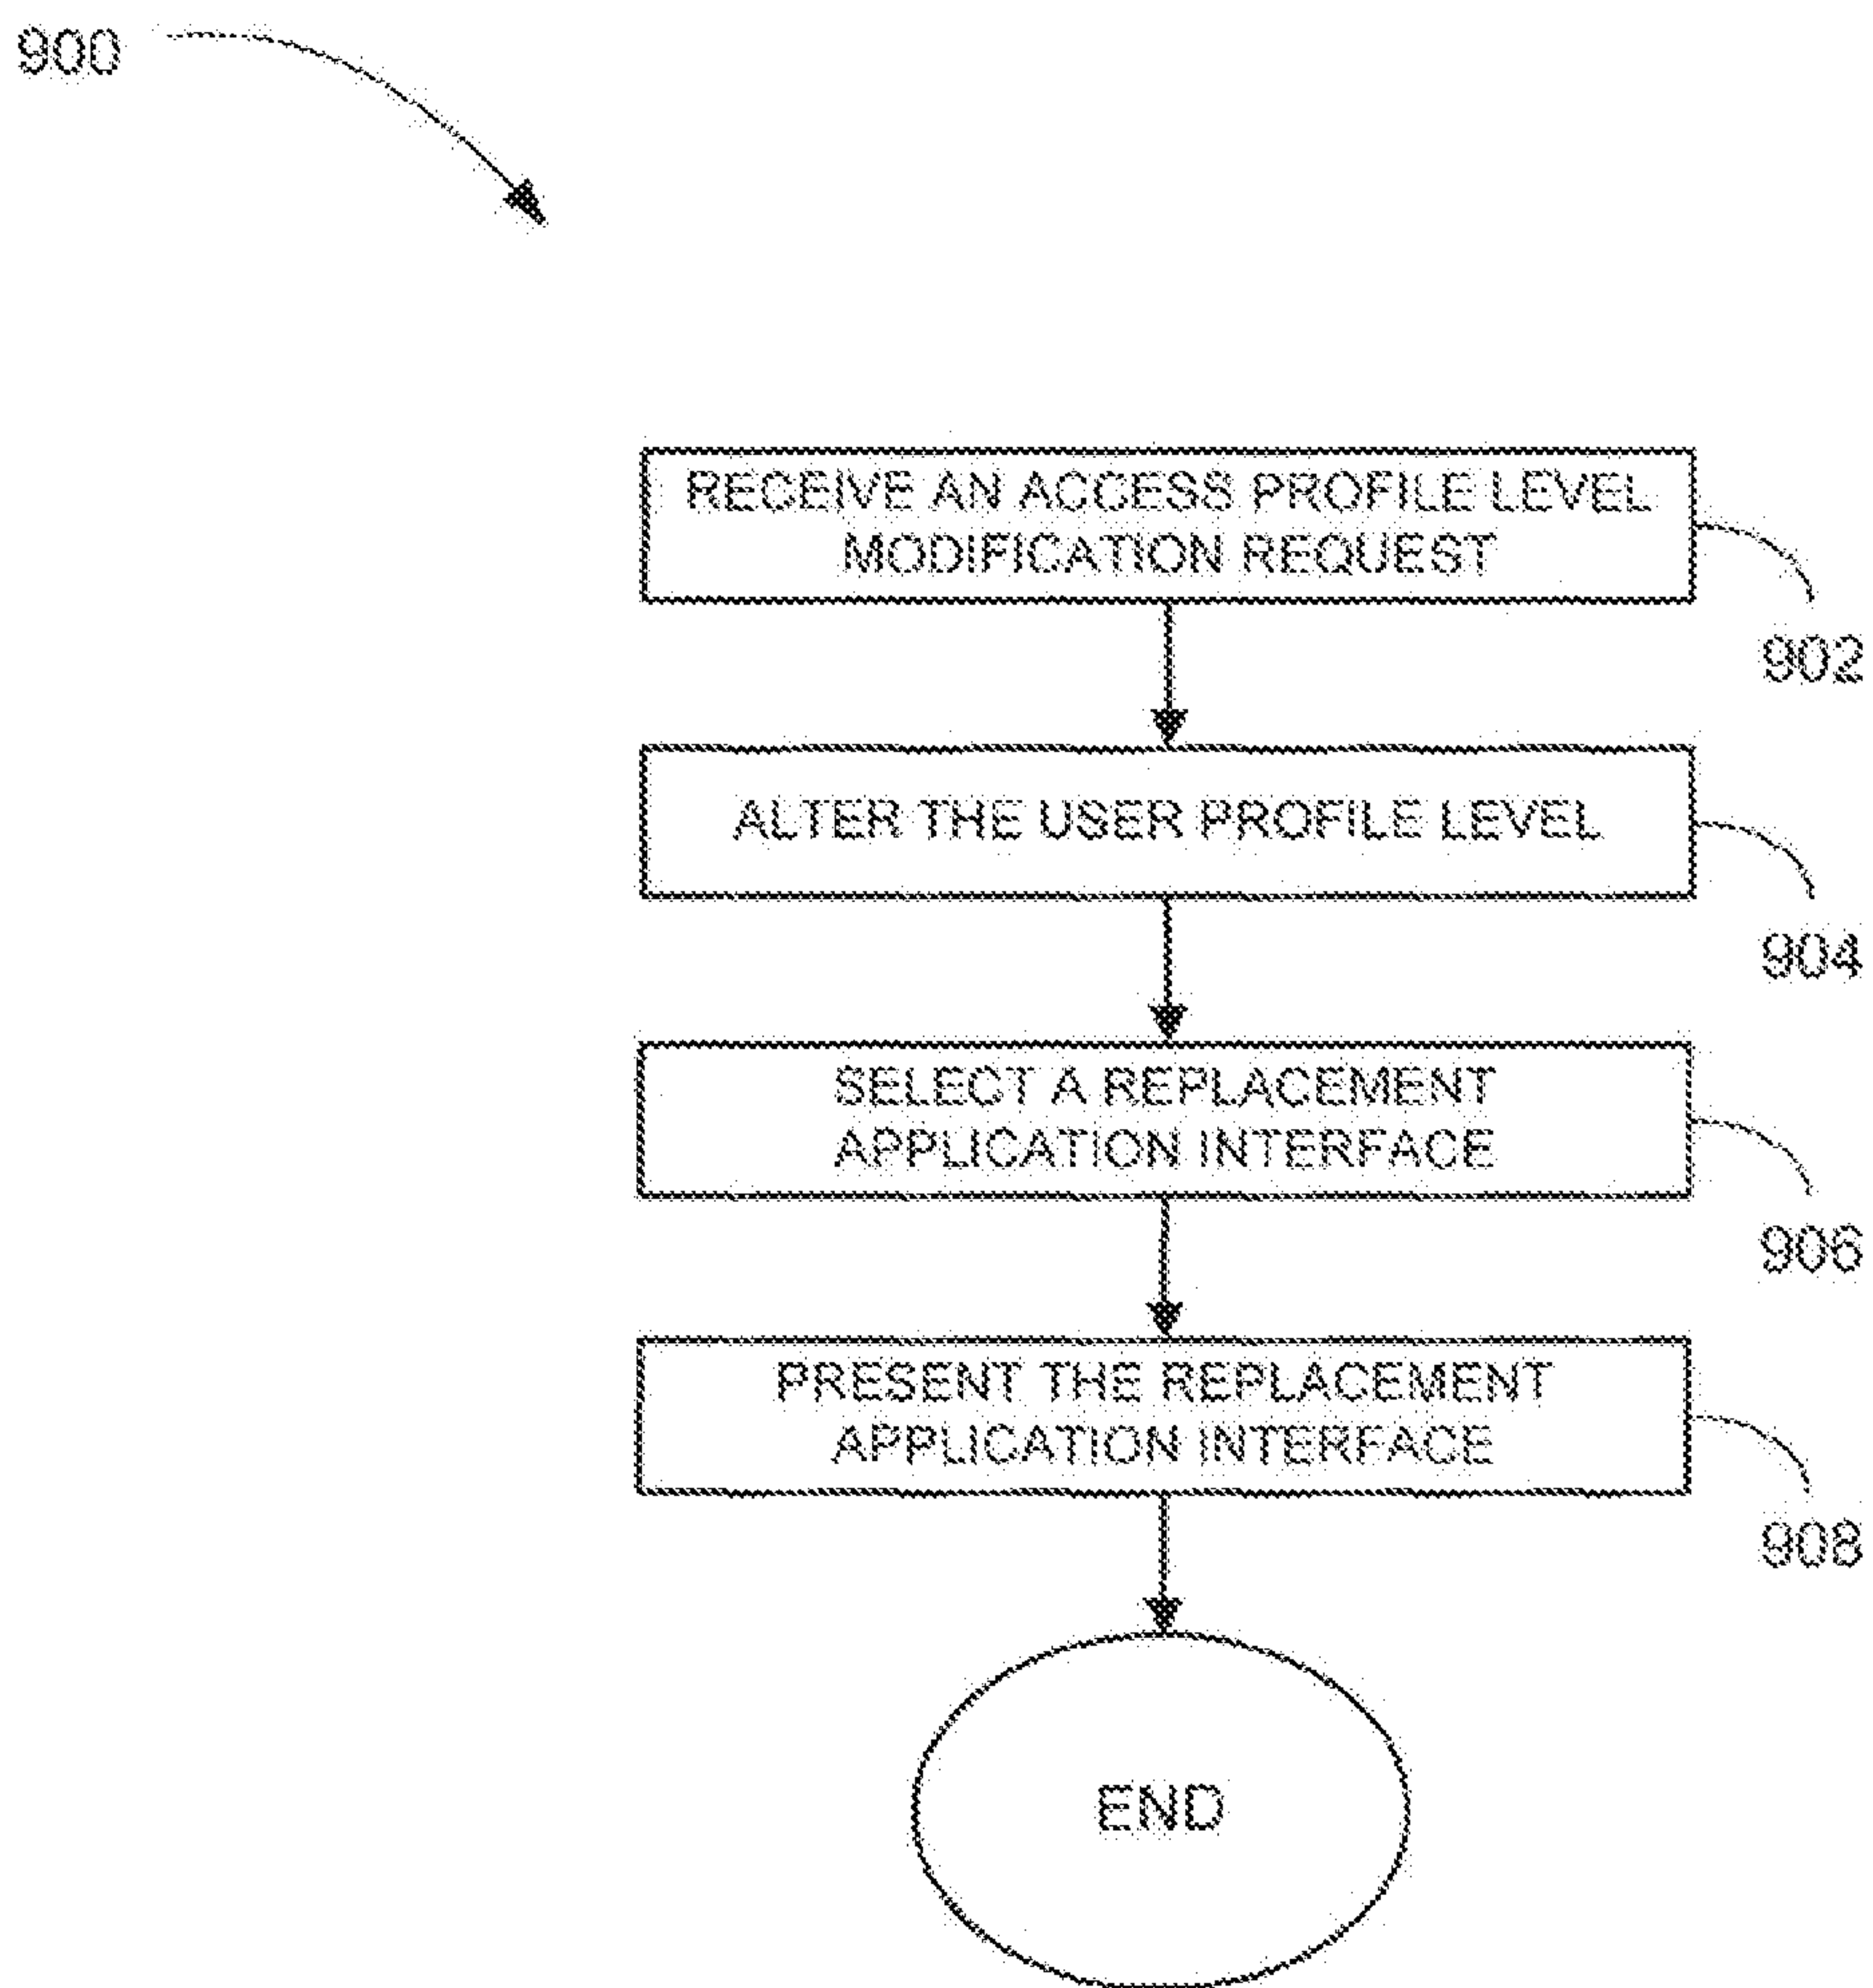 900
RECEIVE AN ACCESS PROFILE LEVEL
MODIFICATION REQUEST
902
ALTER THE USER PROFILE LEVEL
904
SELECT A REPLACEMENT
APPLICATION INTERFACE
906
PRESENT THE REPLACEMENT
APPLICATION INTERFACE
908
END